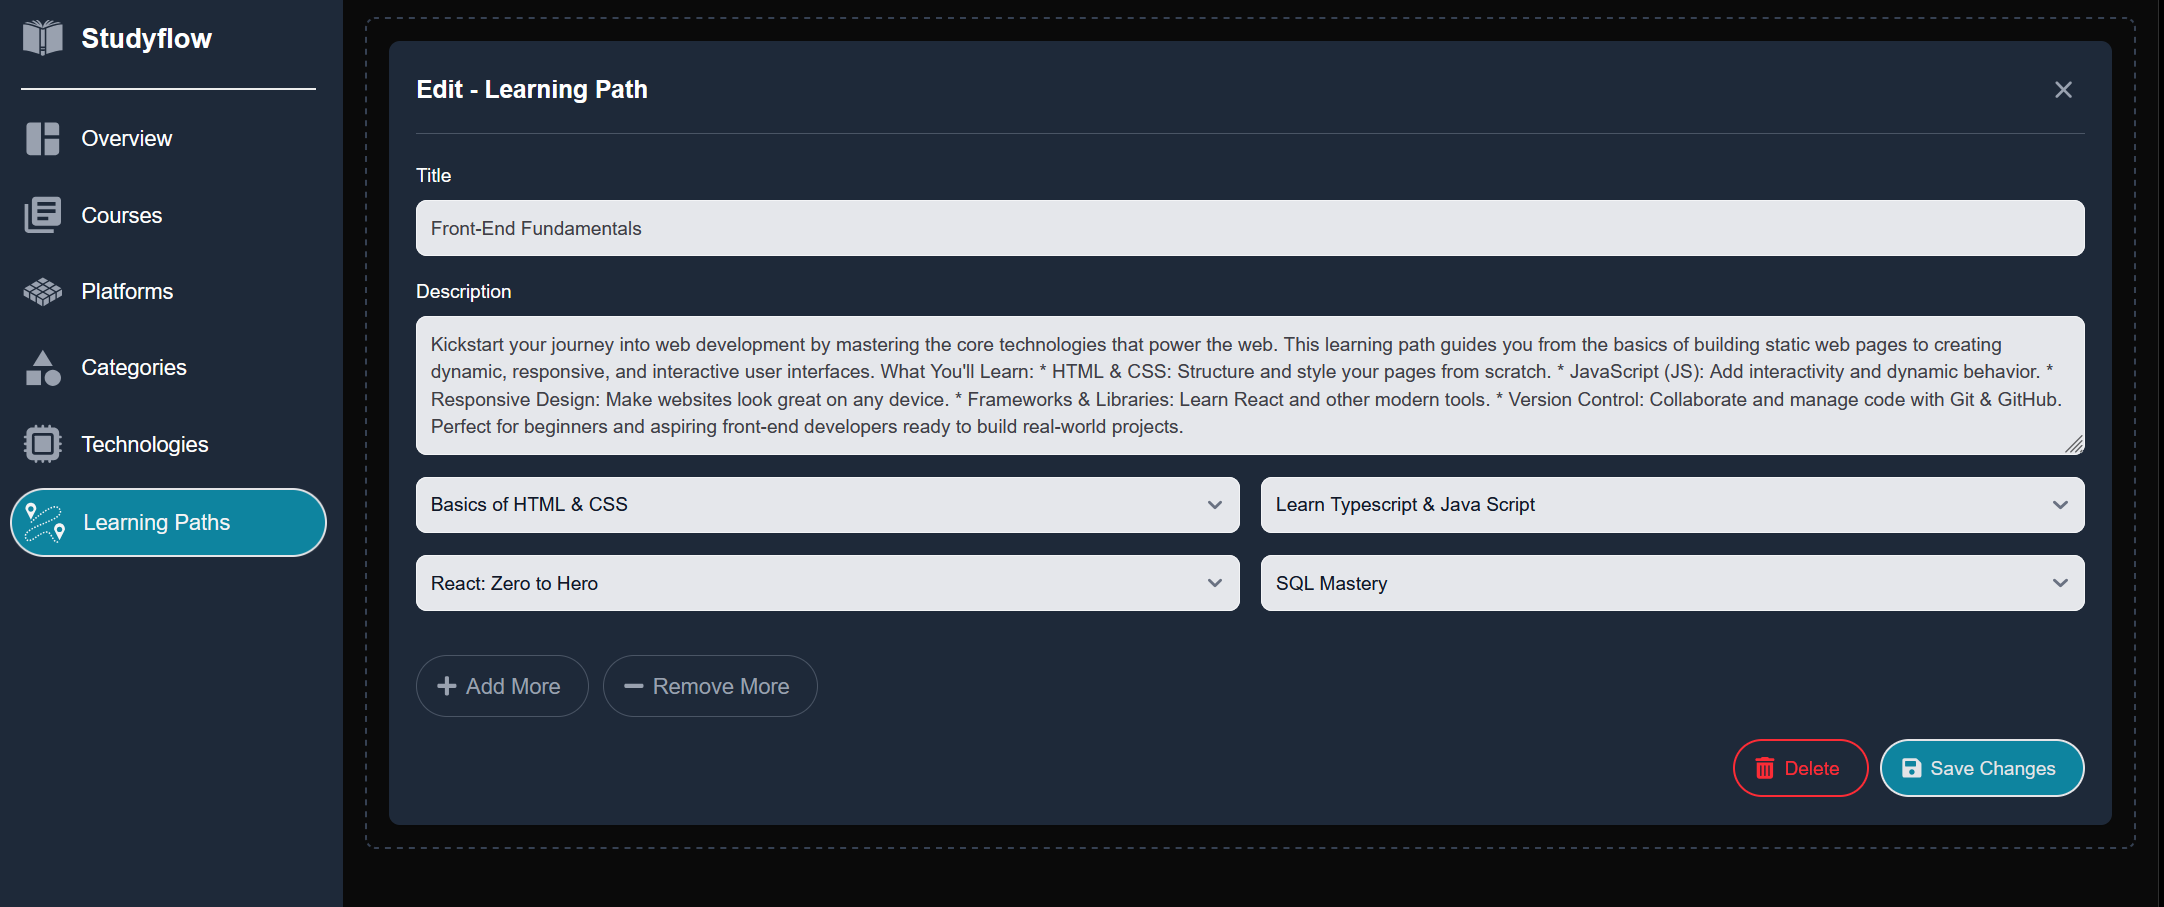 Studyflow
Overview
Courses
Platforms
Categories
Technologies
Learning Paths
Edit - Learning Path
Title
Front-End Fundamentals
Description
Kickstart your journey into web development by mastering the core technologies that power the web. This learning path guides you from the basics of building static web pages to creating
dynamic, responsive, and interactive user interfaces. What You'll Learn: * HTML & CSS: Structure and style your pages from scratch. * JavaScript (JS): Add interactivity and dynamic behavior. *
Responsive Design: Make websites look great on any device. * Frameworks & Libraries: Learn React and other modern tools. * Version Control: Collaborate and manage code with Git & GitHub.
Perfect for beginners and aspiring front-end developers ready to build real-world projects.
Basics of HTML & CSS
Learn Typescript & Java Script
React: Zero to Hero
SQL Mastery
Add More
Remove More
Delete
Save Changes